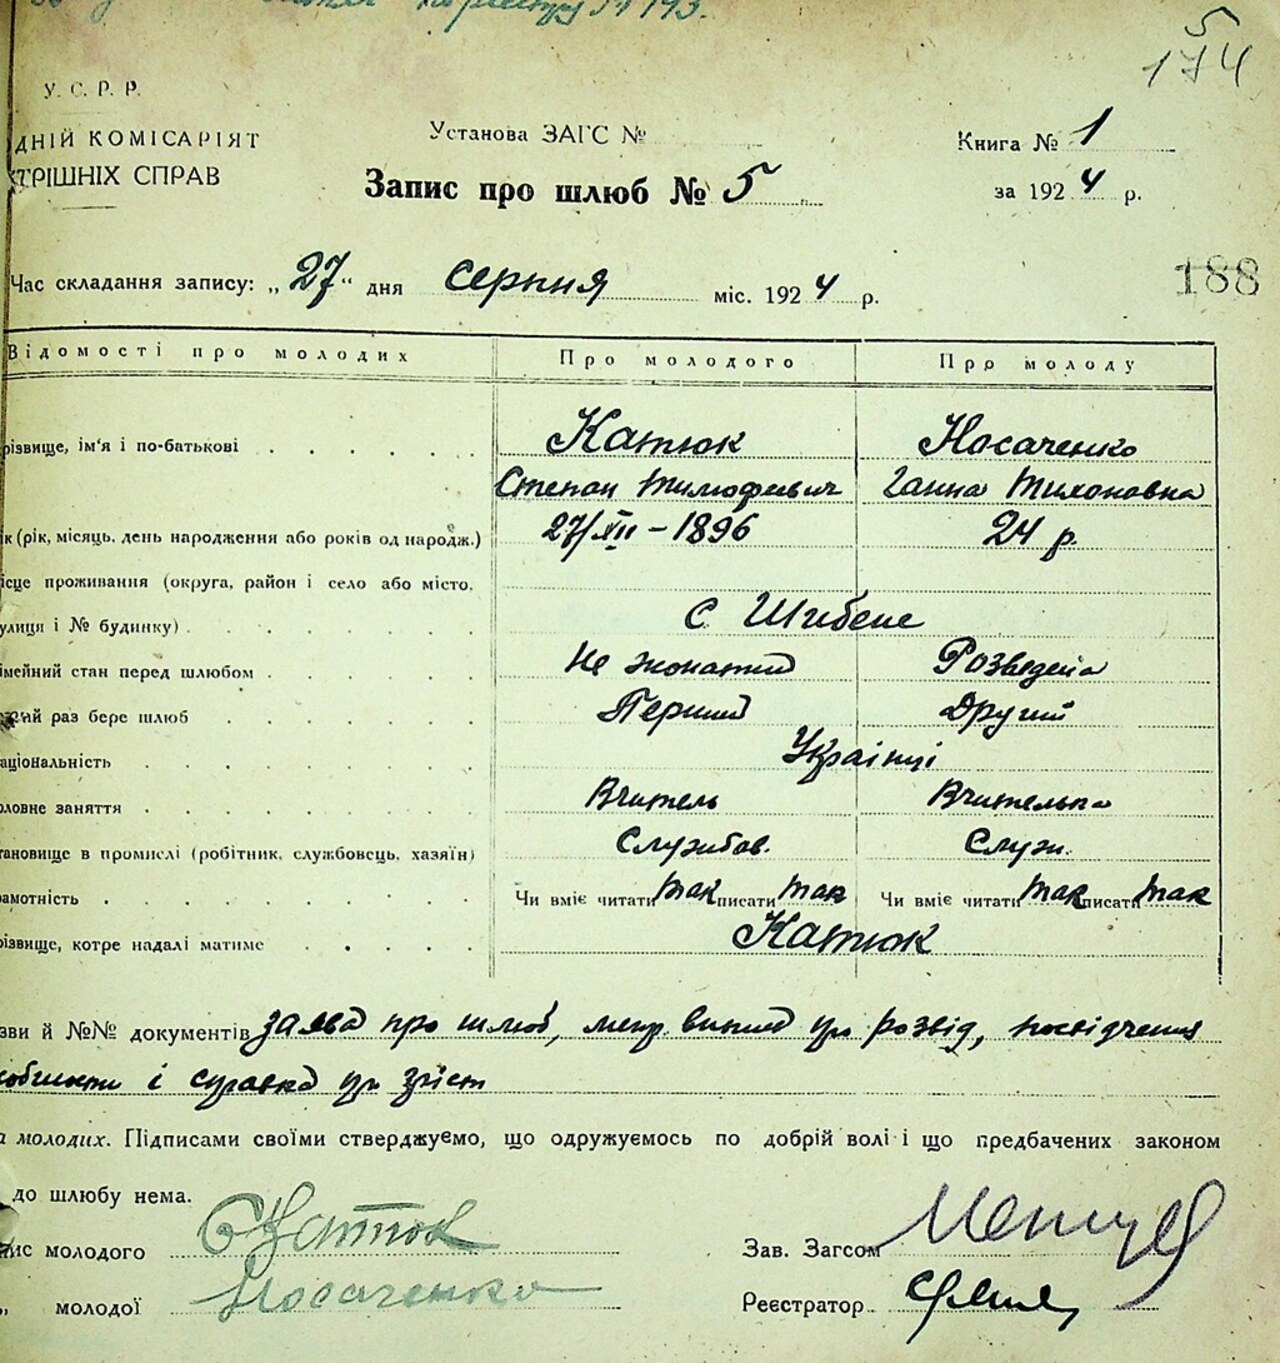 5
174
У. С. Р. Р.
ДНІЙ КОМІСАРІЯТ
ТРІШНІХ СПРАВ
Установа ЗАГС №
Книга № 1
Запис про шлюб № 5
за 1924 р.
188
Час складання запису: „27“ дня серпня міс. 1924 р.
Відомості про молодих Про молодого Про молоду
різвище, ім'я і по-батькові Катюк Носаченко
Степан Тимофеевич Ганна Тихоновна
к (рік, місяць, день народження або років од народж.) 27/XII – 1896 24 р.
ісце проживання (округа, район і село або місто,
улиця і № будинку) С Шибене
імейний стан перед шлюбом Не жонатий Розведена
ий раз бере шлюб Перший Другий
аціональність Українці
оловне заняття Вчитель Вчителька
тановище в промислі (робітник, службовець, хазяїн) Службов. Служ.
рамотність Чи вміє читати так писати так Чи вміє читати так писати так
різвище, котре надалі матиме Катюк
зви й №№ документів заява про шлюб, розвід, посвідчення
і справка зріст
а молодих. Підписами своїми стверджуємо, що одружуємось по добрій волі і що предбачених законом
до шлюбу нема.
пис молодого СКатюк Зав. Загсом
„ молодої Носаченко Реєстратор